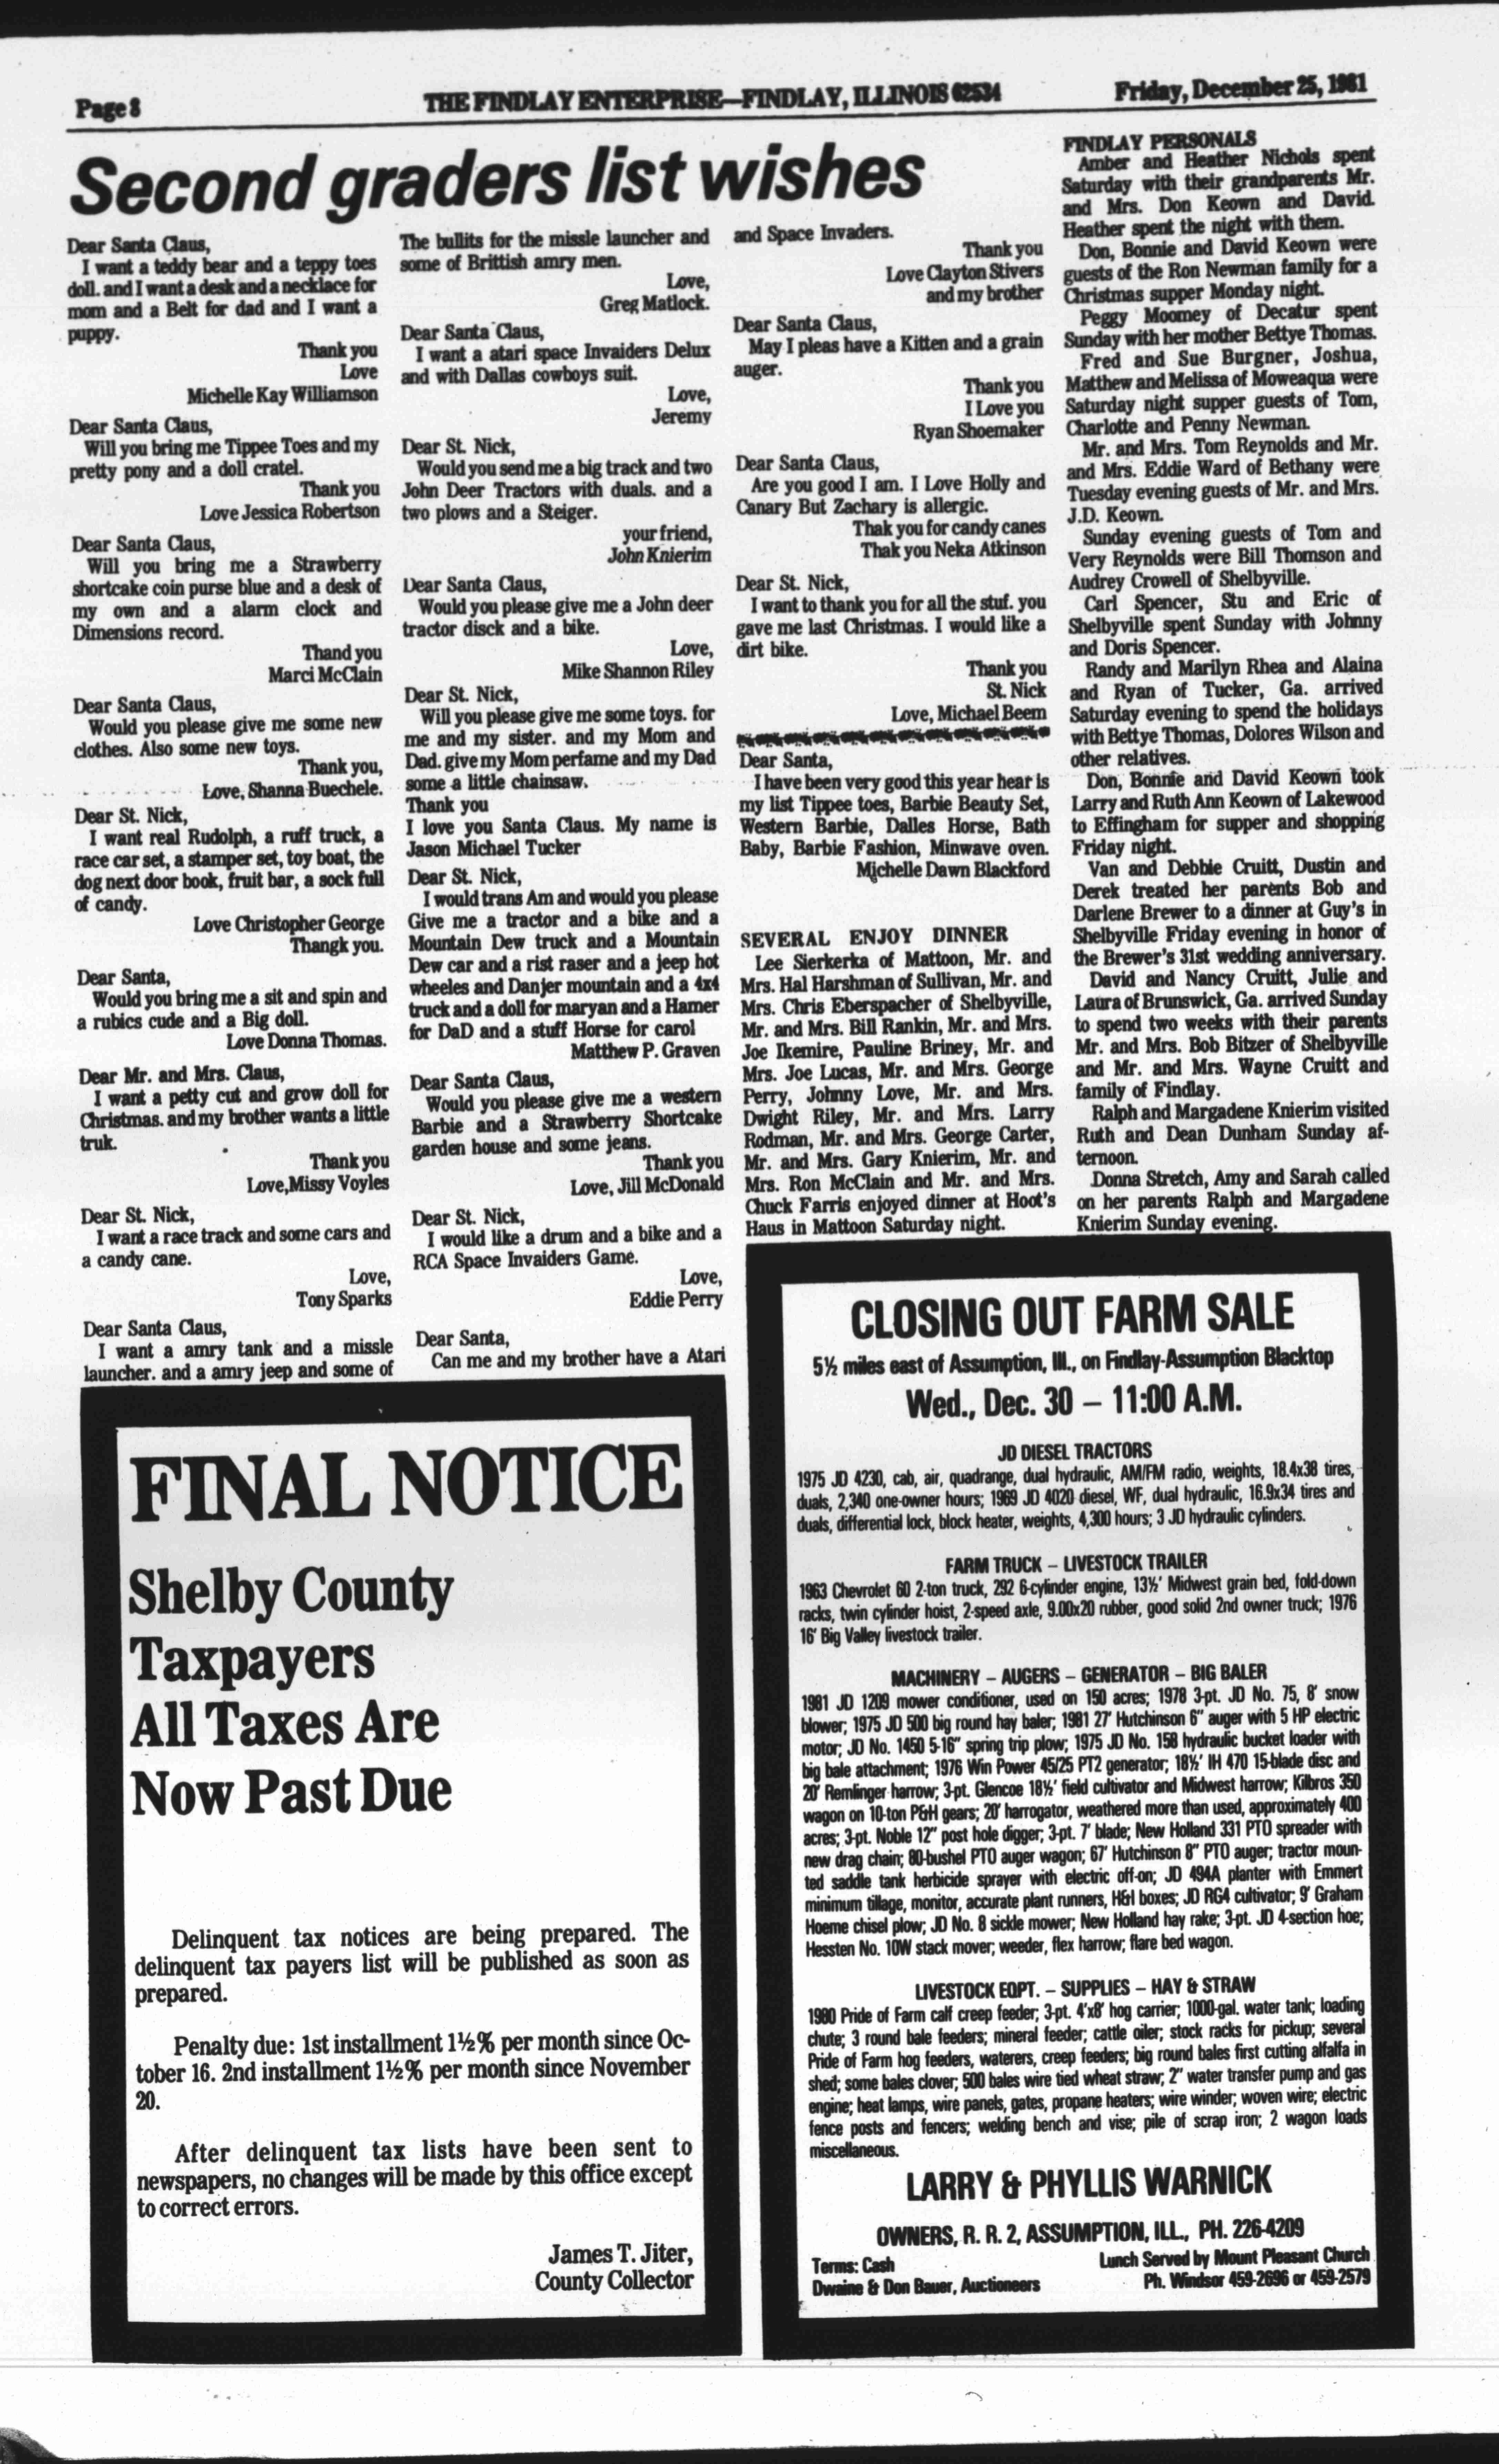 Page 8
THE FINDLAY ENTERPRISE—FINDLAY, ILLINOIS 62534
Friday, December 25, 1981
Second graders list wishes
Dear Santa Claus,
I want a teddy bear and a teppy toes
doll. and I want a desk and a necklace for
mom and a Belt for dad and I want a
puppy.
Thank you
Love
Michelle Kay Williamson
Dear Santa Claus,
Will you bring me Tippee Toes and my
pretty pony and a doll cratel.
Thank you
Love Jessica Robertson
Dear Santa Claus,
Will you bring me a Strawberry
shortcake coin purse blue and a desk of
my own and a alarm clock and
Dimensions record.
Thand you
Marci McClain
Dear Santa Claus,
Would you please give me some new
clothes. Also some new toys.
Thank you,
Love, Shanna Buechele.
Dear St. Nick,
I want real Rudolph, a ruff truck, a
race car set, a stamper set, toy boat, the
dog next door book, fruit bar, a sock full
of candy.
Love Christopher George
Thangk you.
Dear Santa,
Would you bring me a sit and spin and
a rubics cude and a Big doll.
Love Donna Thomas.
Dear Mr. and Mrs. Claus,
I want a petty cut and grow doll for
Christmas. and my brother wants a little
truk.
Thank you
Love,Missy Voyles
Dear St. Nick,
I want a race track and some cars and
a candy cane.
Love,
Tony Sparks
Dear Santa Claus,
I want a amry tank and a missle
launcher. and a amry jeep and some of
The bullits for the missle launcher and
some of Brittish amry men.
Love,
Greg Matlock.
Dear Santa Claus,
I want a atari space Invaiders Delux
and with Dallas cowboys suit.
Love,
Jeremy
Dear St. Nick,
Would you send me a big track and two
John Deer Tractors with duals. and a
two plows and a Steiger.
your friend,
John Knierim
Dear Santa Claus,
Would you please give me a John deer
tractor disck and a bike.
Love,
Mike Shannon Riley
Dear St. Nick,
Will you please give me some toys. for
me and my sister. and my Mom and
Dad. give my Mom perfame and my Dad
some a little chainsaw.
Thank you
I love you Santa Claus. My name is
Jason Michael Tucker
Dear St. Nick,
I would trans Am and would you please
Give me a tractor and a bike and a
Mountain Dew truck and a Mountain
Dew car and a rist raser and a jeep hot
wheeles and Danjer mountain and a 4x4
truck and a doll for maryan and a Hamer
for DaD and a stuff Horse for carol
Matthew P. Graven
Dear Santa Claus,
Would you please give me a western
Barbie and a Strawberry Shortcake
garden house and some jeans.
Thank you
Love, Jill McDonald
Dear St. Nick,
I would like a drum and a bike and a
RCA Space Invaiders Game.
Love,
Eddie Perry
Dear Santa,
Can me and my brother have a Atari
and Space Invaders.
Thank you
Love Clayton Stivers
and my brother
Dear Santa Claus,
May I pleas have a Kitten and a grain
auger.
Thank you
I Love you
Ryan Shoemaker
Dear Santa Claus,
Are you good I am. I Love Holly and
Canary But Zachary is allergic.
Thak you for candy canes
Thak you Neka Atkinson
Dear St. Nick,
I want to thank you for all the stuf. you
gave me last Christmas. I would like a
dirt bike.
Thank you
St. Nick
Love, Michael Beem
Dear Santa,
I have been very good this year hear is
my list Tippee toes, Barbie Beauty Set,
Western Barbie, Dalles Horse, Bath
Baby, Barbie Fashion, Minwave oven.
Michelle Dawn Blackford
SEVERAL ENJOY DINNER
Lee Sierkerka of Mattoon, Mr. and
Mrs. Hal Harshman of Sullivan, Mr. and
Mrs. Chris Eberspacher of Shelbyville,
Mr. and Mrs. Bill Rankin, Mr. and Mrs.
Joe Ikemire, Pauline Briney, Mr. and
Mrs. Joe Lucas, Mr. and Mrs. George
Perry, Johnny Love, Mr. and Mrs.
Dwight Riley, Mr. and Mrs. Larry
Rodman, Mr. and Mrs. George Carter,
Mr. and Mrs. Gary Knierim, Mr. and
Mrs. Ron McClain and Mr. and Mrs.
Chuck Farris enjoyed dinner at Hoot's
Haus in Mattoon Saturday night.
FINDLAY PERSONALS
Amber and Heather Nichols spent
Saturday with their grandparents Mr.
and Mrs. Don Keown and David.
Heather spent the night with them.
Don, Bonnie and David Keown were
guests of the Ron Newman family for a
Christmas supper Monday night.
Peggy Moomey of Decatur spent
Sunday with her mother Bettye Thomas.
Fred and Sue Burgner, Joshua,
Matthew and Melissa of Moweaqua were
Saturday night supper guests of Tom,
Charlotte and Penny Newman.
Mr. and Mrs. Tom Reynolds and Mr.
and Mrs. Eddie Ward of Bethany were
Tuesday evening guests of Mr. and Mrs.
J.D. Keown.
Sunday evening guests of Tom and
Very Reynolds were Bill Thomson and
Audrey Crowell of Shelbyville.
Carl Spencer, Stu and Eric of
Shelbyville spent Sunday with Johnny
and Doris Spencer.
Randy and Marilyn Rhea and Alaina
and Ryan of Tucker, Ga. arrived
Saturday evening to spend the holidays
with Bettye Thomas, Dolores Wilson and
other relatives.
Don, Bonnie and David Keown took
Larry and Ruth Ann Keown of Lakewood
to Effingham for supper and shopping
Friday night.
Van and Debbie Cruitt, Dustin and
Derek treated her parents Bob and
Darlene Brewer to a dinner at Guy's in
Shelbyville Friday evening in honor of
the Brewer's 31st wedding anniversary.
David and Nancy Cruitt, Julie and
Laura of Brunswick, Ga. arrived Sunday
to spend two weeks with their parents
Mr. and Mrs. Bob Bitzer of Shelbyville
and Mr. and Mrs. Wayne Cruitt and
family of Findlay.
Ralph and Margadene Knierim visited
Ruth and Dean Dunham Sunday af-
ternoon.
Donna Stretch, Amy and Sarah called
on her parents Ralph and Margadene
Knierim Sunday evening.
FINAL NOTICE
Shelby County
Taxpayers
All Taxes Are
Now Past Due
Delinquent tax notices are being prepared. The
delinquent tax payers list will be published as soon as
prepared.
Penalty due: 1st installment 1½% per month since Oc-
tober 16. 2nd installment 1½% per month since November
20.
After delinquent tax lists have been sent to
newspapers, no changes will be made by this office except
to correct errors.
James T. Jiter,
County Collector
CLOSING OUT FARM SALE
5½ miles east of Assumption, Ill., on Findlay-Assumption Blacktop
Wed., Dec. 30 — 11:00 A.M.
JD DIESEL TRACTORS
1975 JD 4230, cab, air, quadrange, dual hydraulic, AM/FM radio, weights, 18.4x38 tires,
duals, 2,340 one-owner hours; 1969 JD 4020 diesel, WF, dual hydraulic, 16.9x34 tires and
duals, differential lock, block heater, weights, 4,300 hours; 3 JD hydraulic cylinders.
FARM TRUCK — LIVESTOCK TRAILER
1963 Chevrolet 60 2-ton truck, 292 6-cylinder engine, 13½' Midwest grain bed, fold-down
racks, twin cylinder hoist, 2-speed axle, 9.00x20 rubber, good solid 2nd owner truck; 1976
16' Big Valley livestock trailer.
MACHINERY — AUGERS — GENERATOR — BIG BALER
1981 JD 1209 mower conditioner, used on 150 acres; 1978 3-pt. JD No. 75, 8' snow
blower; 1975 JD 500 big round hay baler; 1981 27' Hutchinson 6" auger with 5 HP electric
motor; JD No. 1450 5-16" spring trip plow; 1975 JD No. 158 hydraulic bucket loader with
big bale attachment; 1976 Win Power 45/25 PT2 generator; 18½' IH 470 15-blade disc and
20' Remlinger harrow; 3-pt. Glencoe 18½' field cultivator and Midwest harrow; Kilbros 350
wagon on 10-ton P&H gears; 20' harrogator, weathered more than used, approximately 400
acres; 3-pt. Noble 12" post hole digger; 3-pt. 7' blade; New Holland 331 PTO spreader with
new drag chain; 80-bushel PTO auger wagon; 67' Hutchinson 8" PTO auger; tractor moun-
ted saddle tank herbicide sprayer with electric off-on; JD 494A planter with Emmert
minimum tillage, monitor, accurate plant runners, H&I boxes; JD RG4 cultivator; 9' Graham
Hoeme chisel plow; JD No. 8 sickle mower; New Holland hay rake; 3-pt. JD 4-section hoe;
Hessten No. 10W stack mover; weeder, flex harrow; flare bed wagon.
LIVESTOCK EQPT. — SUPPLIES — HAY & STRAW
1980 Pride of Farm calf creep feeder; 3-pt. 4'x8' hog carrier; 1000-gal. water tank; loading
chute; 3 round bale feeders; mineral feeder; cattle oiler; stock racks for pickup; several
Pride of Farm hog feeders, waterers, creep feeders; big round bales first cutting alfalfa in
shed; some bales clover; 500 bales wire tied wheat straw; 2" water transfer pump and gas
engine; heat lamps, wire panels, gates, propane heaters; wire winder; woven wire; electric
fence posts and fencers; welding bench and vise; pile of scrap iron; 2 wagon loads
miscellaneous.
LARRY & PHYLLIS WARNICK
OWNERS, R. R. 2, ASSUMPTION, ILL., PH. 226-4209
Terms: Cash
Lunch Served by Mount Pleasant Church
Dwaine & Don Bauer, Auctioneers
Ph. Windsor 459-2696 or 459-2579